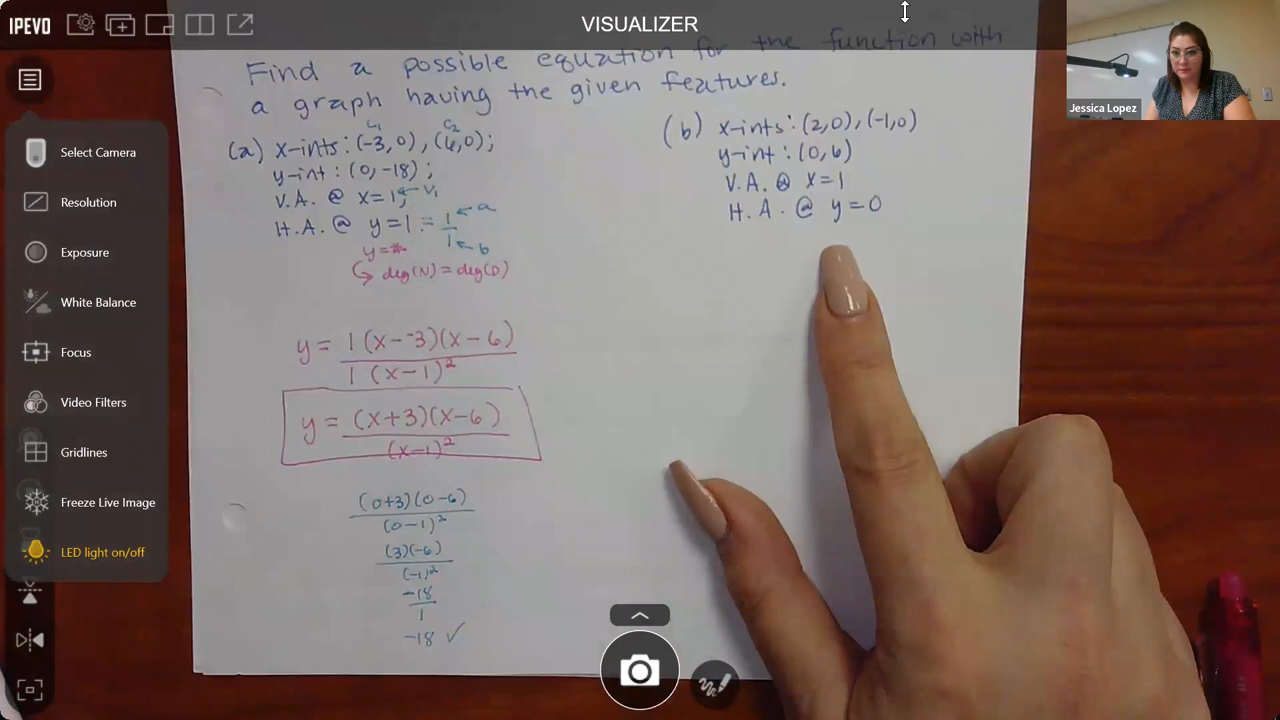 IPEVO
VISUALIZER
Jessica Lopez
Select Camera
Resolution
Exposure
White Balance
Focus
Video Filters
Gridlines
Freeze Live Image
LED light on/off
Find a possible equation for the function with
a graph having the given features.
C₁ C₂
(a) x-ints: (-3,0), (6,0);
y-int: (0,-18);
V.A. @ x=1; ← V₁
H.A. @ y=1 = 1/1 ← a ← b
y=#
↪ deg(N) = deg(D)
y = 1(x--3)(x-6)
1 (x-1)²
y = (x+3)(x-6)
(x-1)²
(0+3)(0-6)
(0-1)²
(3)(-6)
(-1)²
-18
1
-18 ✓
(b) x-ints: (2,0), (-1,0)
y-int: (0,6)
V.A. @ x=1
H.A. @ y=0